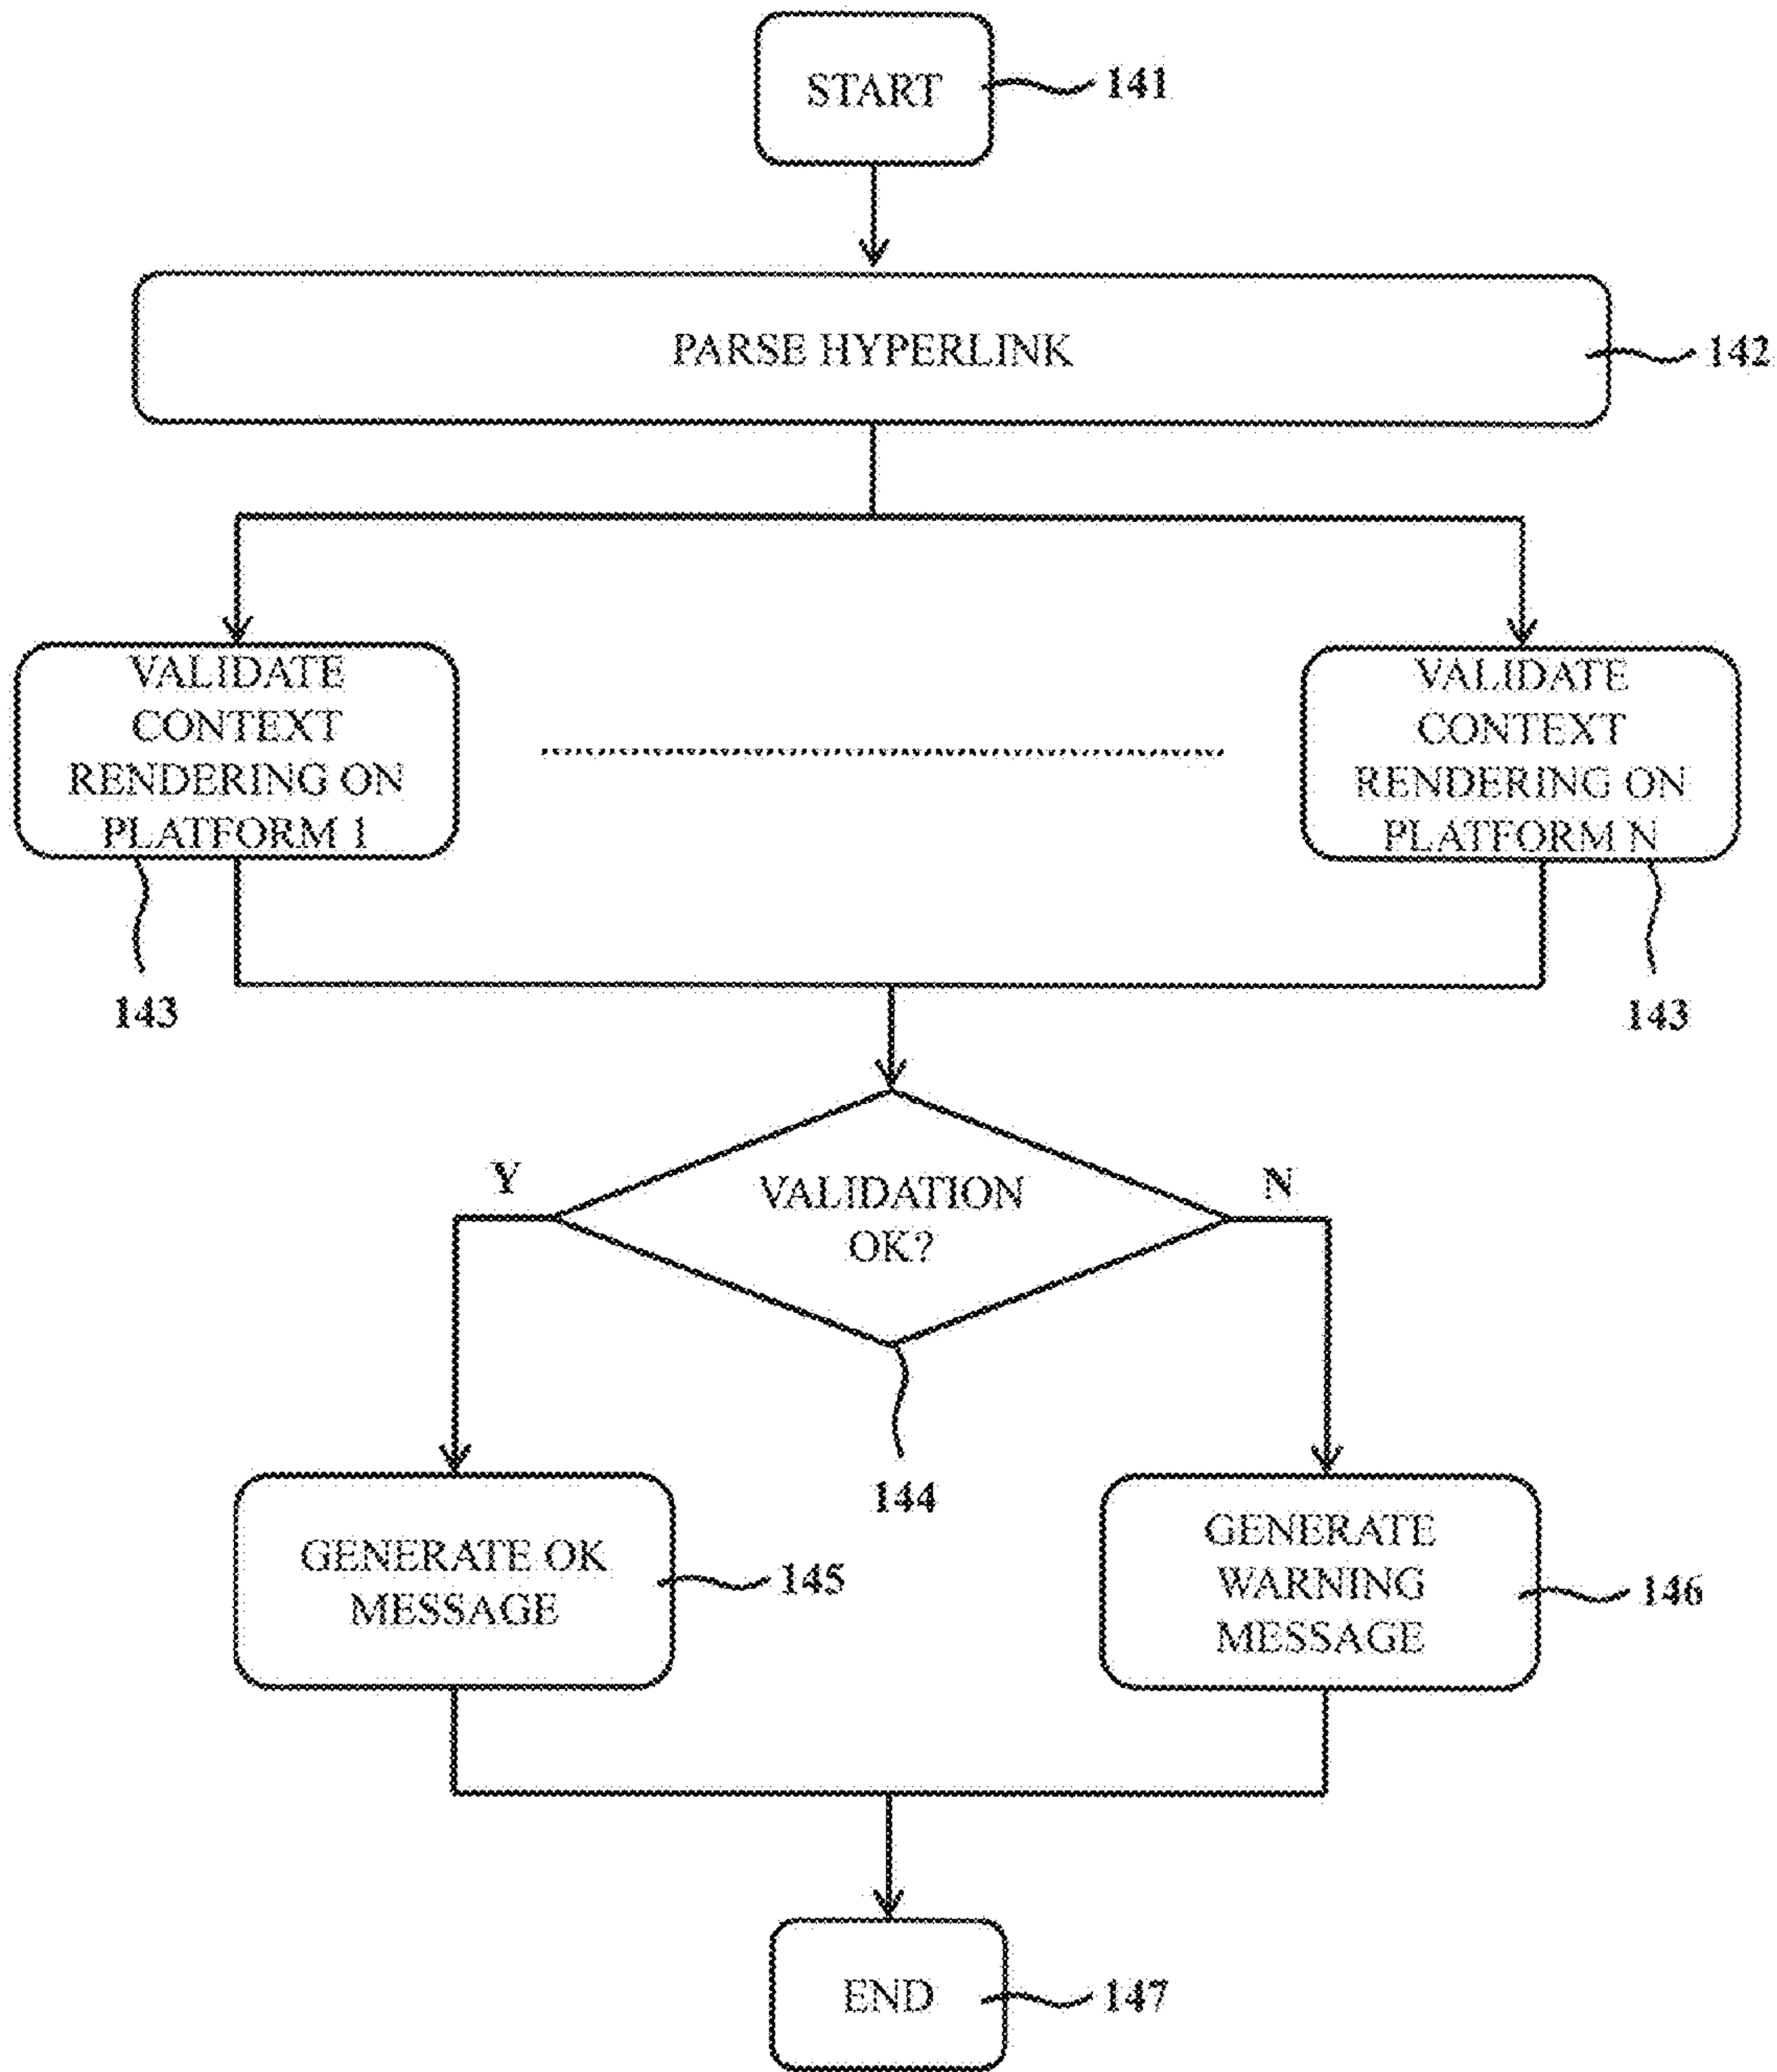 START
141
PARSE HYPERLINK
142
VALIDATE
CONTEXT
RENDERING ON
PLATFORM 1
143
VALIDATE
CONTEXT
RENDERING ON
PLATFORM N
143
Y
VALIDATION
OK?
N
144
GENERATE OK
MESSAGE
145
GENERATE
WARNING
MESSAGE
146
END
147